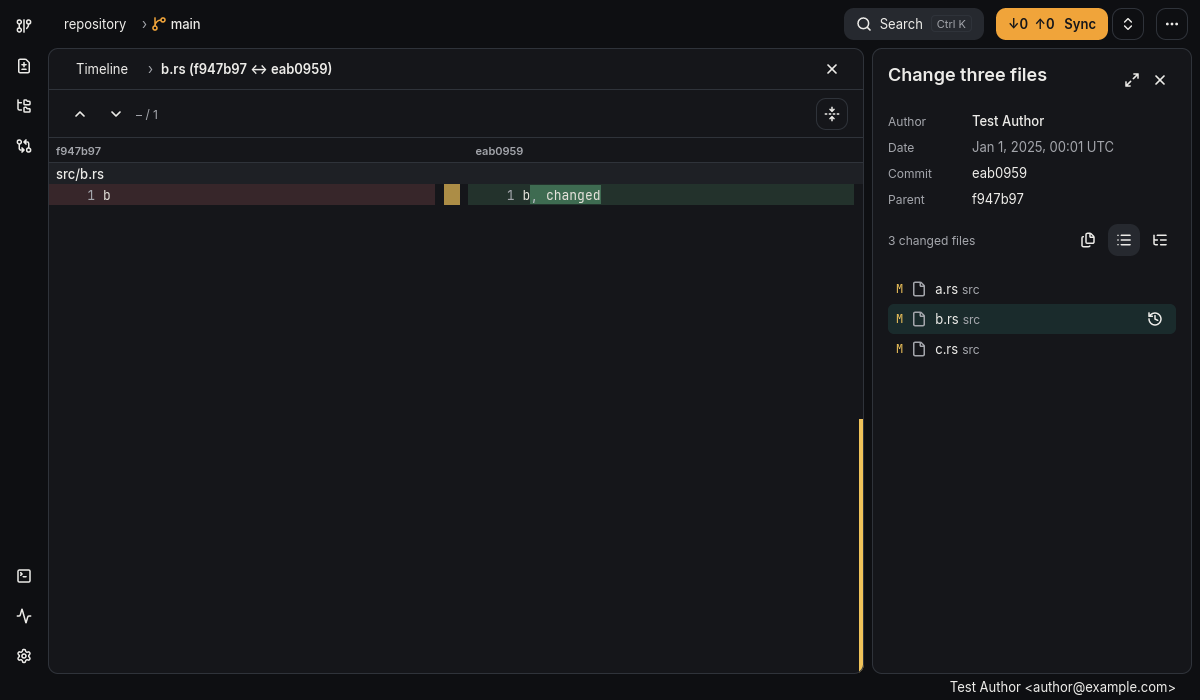 repository › main
Search Ctrl K
↓0 ↑0 Sync
Timeline › b.rs (f947b97 ↔ eab0959)
– / 1
f947b97 eab0959
src/b.rs
1 b 1 b, changed
Change three files
Author Test Author
Date Jan 1, 2025, 00:01 UTC
Commit eab0959
Parent f947b97
3 changed files
M a.rs src
M b.rs src
M c.rs src
Test Author <author@example.com>